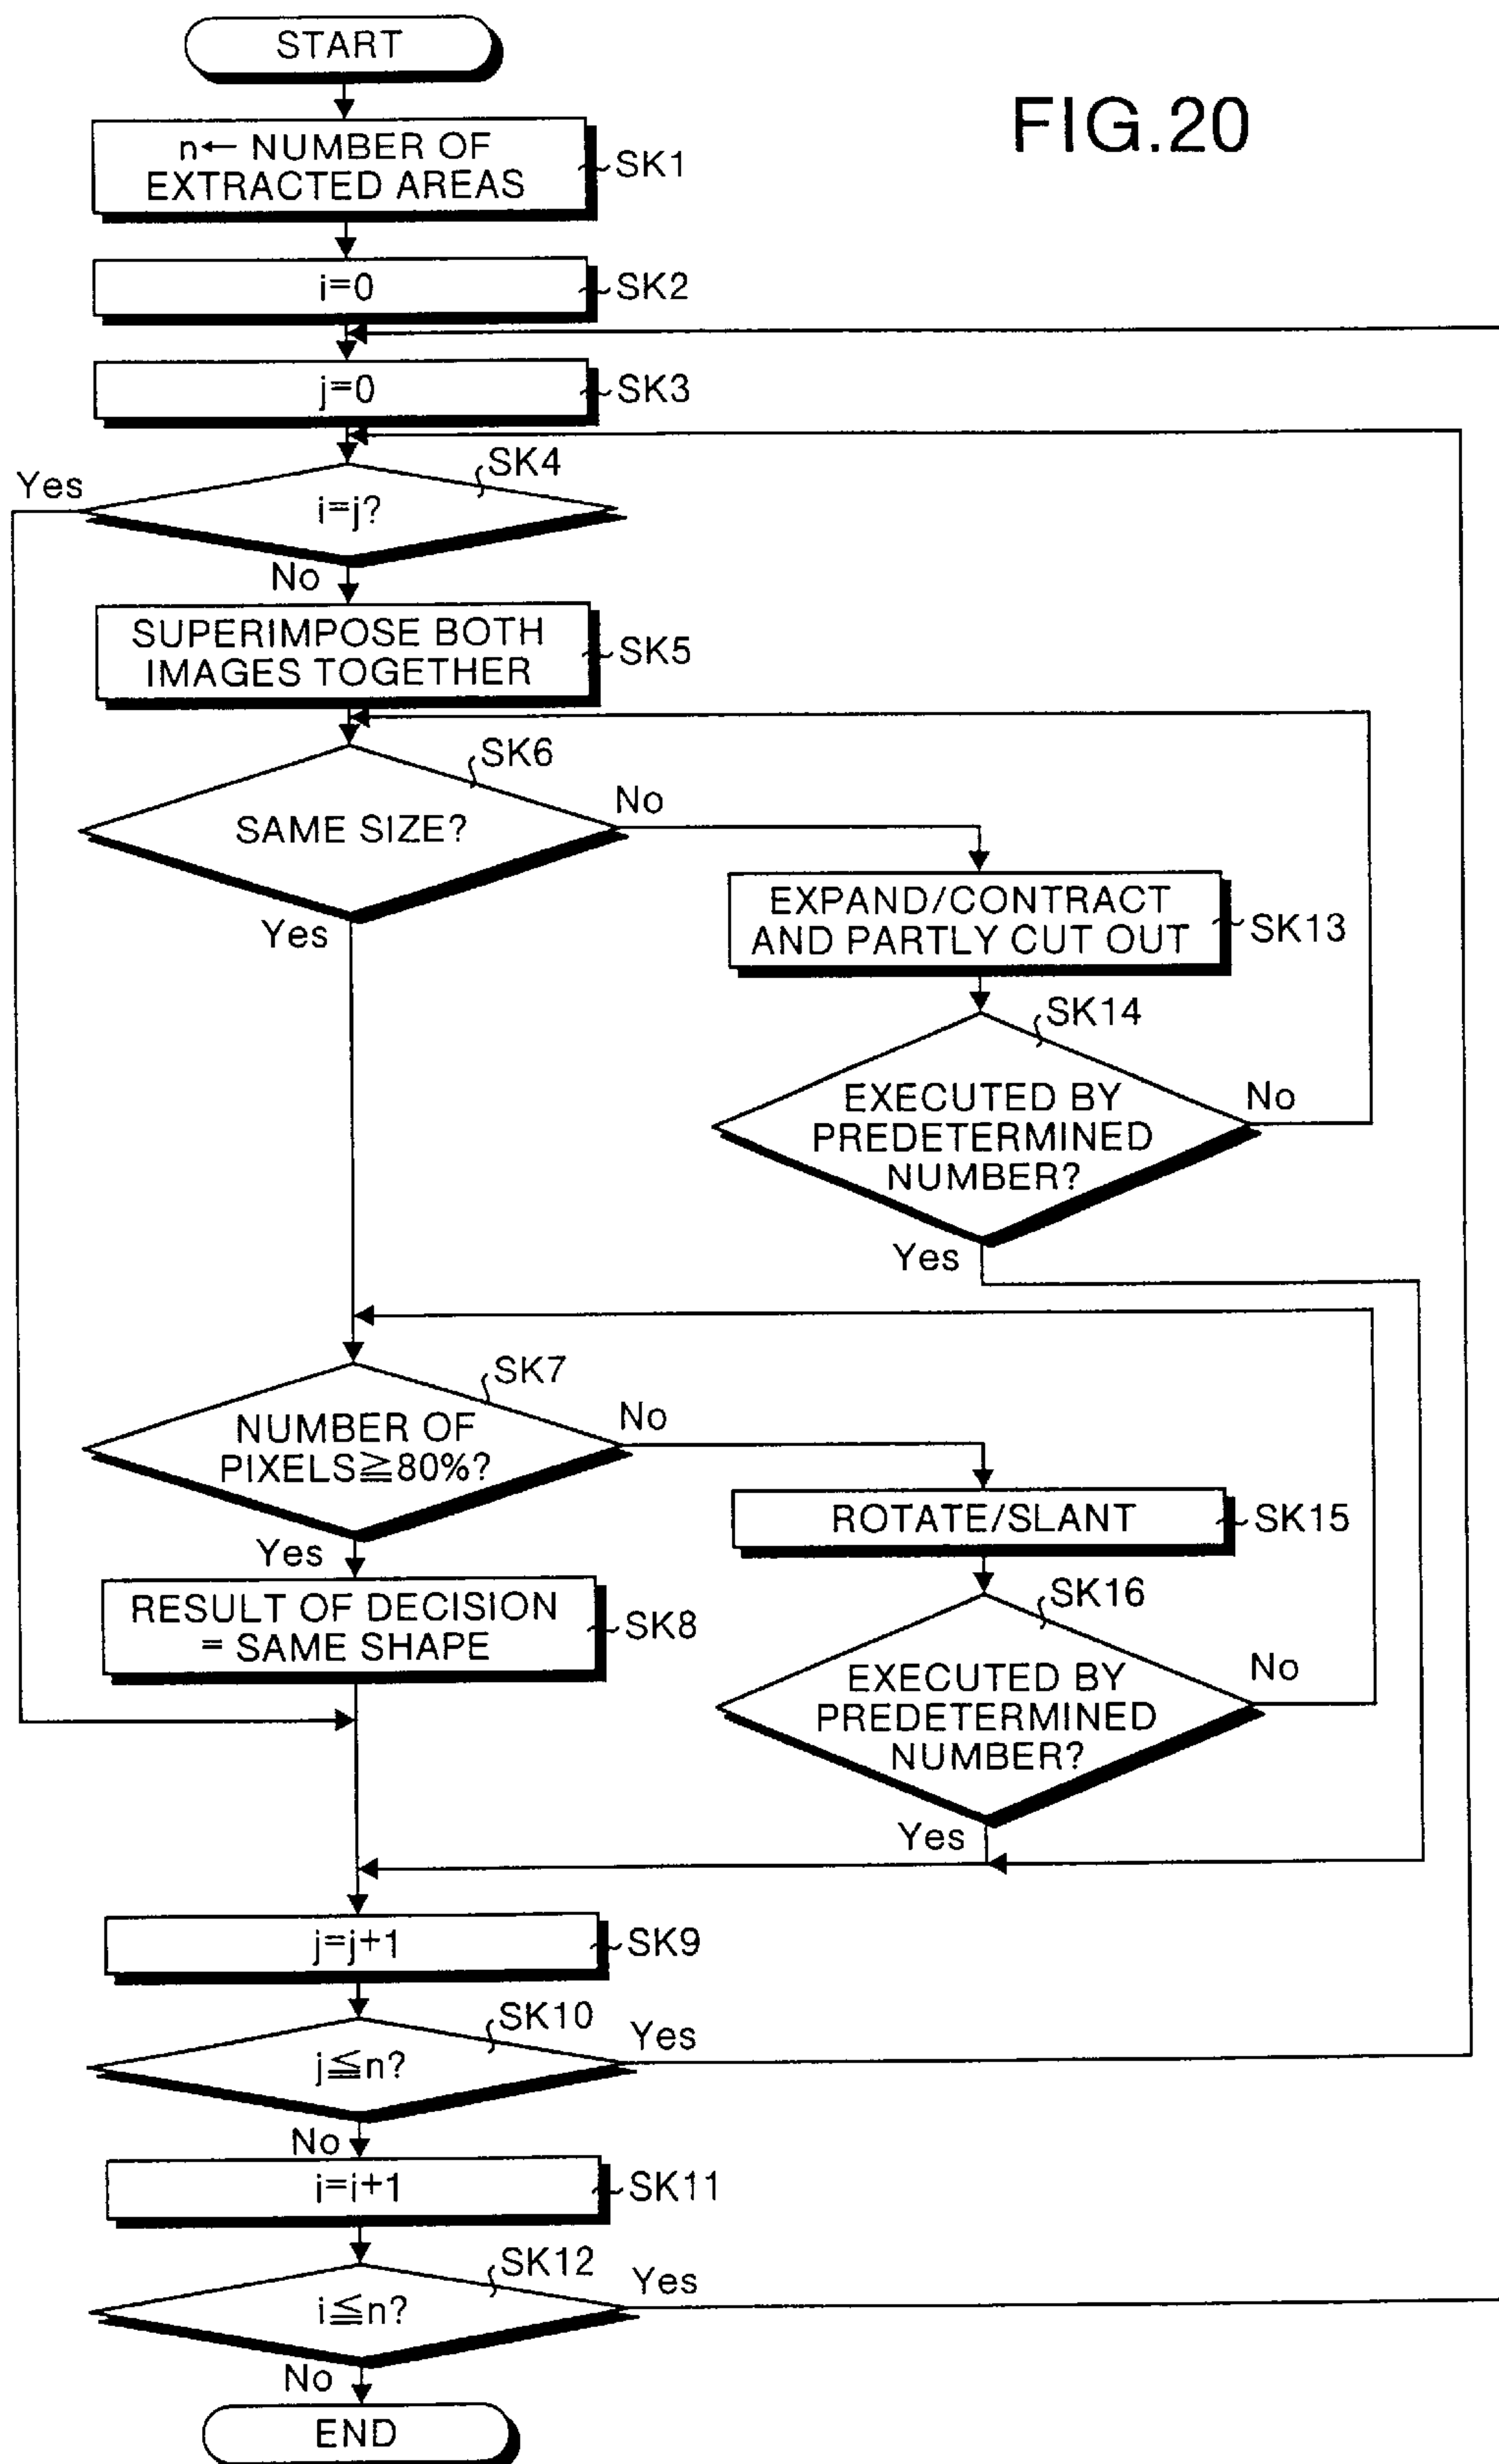 START
FIG.20
n← NUMBER OF
EXTRACTED AREAS
SK1
i=0
SK2
j=0
SK3
SK4
Yes
i=j?
No
SUPERIMPOSE BOTH
IMAGES TOGETHER
SK5
SK6
No
SAME SIZE?
Yes
EXPAND/CONTRACT
AND PARTLY CUT OUT
SK13
SK14
EXECUTED BY
PREDETERMINED
NUMBER?
No
Yes
SK7
No
NUMBER OF
PIXELS≧80%?
Yes
ROTATE/SLANT
SK15
RESULT OF DECISION
= SAME SHAPE
SK8
SK16
EXECUTED BY
PREDETERMINED
NUMBER?
No
Yes
j=j+1
SK9
SK10
Yes
j≦n?
No
i=i+1
SK11
SK12
Yes
i≦n?
No
END